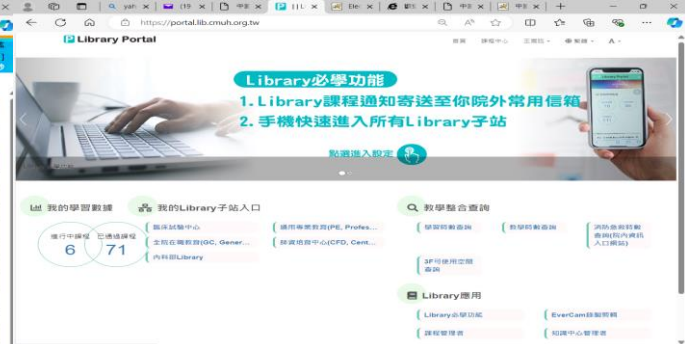 https://portal.lib.cmuh.org.tw
Library Portal
首頁
課程中心
Library必學功能
1. Library課程通知寄送至你院外常用信箱
2. 手機快速進入所有Library子站
點選進入設定
我的學習數據
進行中課程
6
已通過課程
71
我的Library子站入口
臨床試驗中心
通用專業教育(PE, Profes...
全院在職教育(GC, Gener...
師資培育中心(CFD, Cent...
內科部Library
教學整合查詢
學習時數查詢
教學時數查詢
消防急救時數
查詢(院內資訊
入口網站)
3F可使用空間
查詢
Library應用
Library必學功能
EverCam錄製剪輯
課程管理者
知識中心管理者